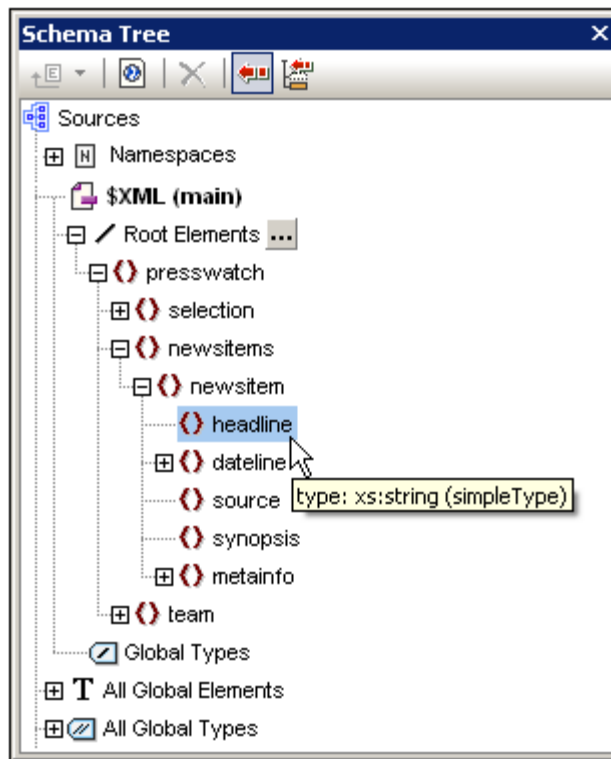 Schema Tree
E
Sources
N Namespaces
$XML (main)
Root Elements ...
presswatch
selection
newsitems
newsitem
headline
dateline
source
type: xs:string (simpleType)
synopsis
metainfo
team
Global Types
T All Global Elements
All Global Types